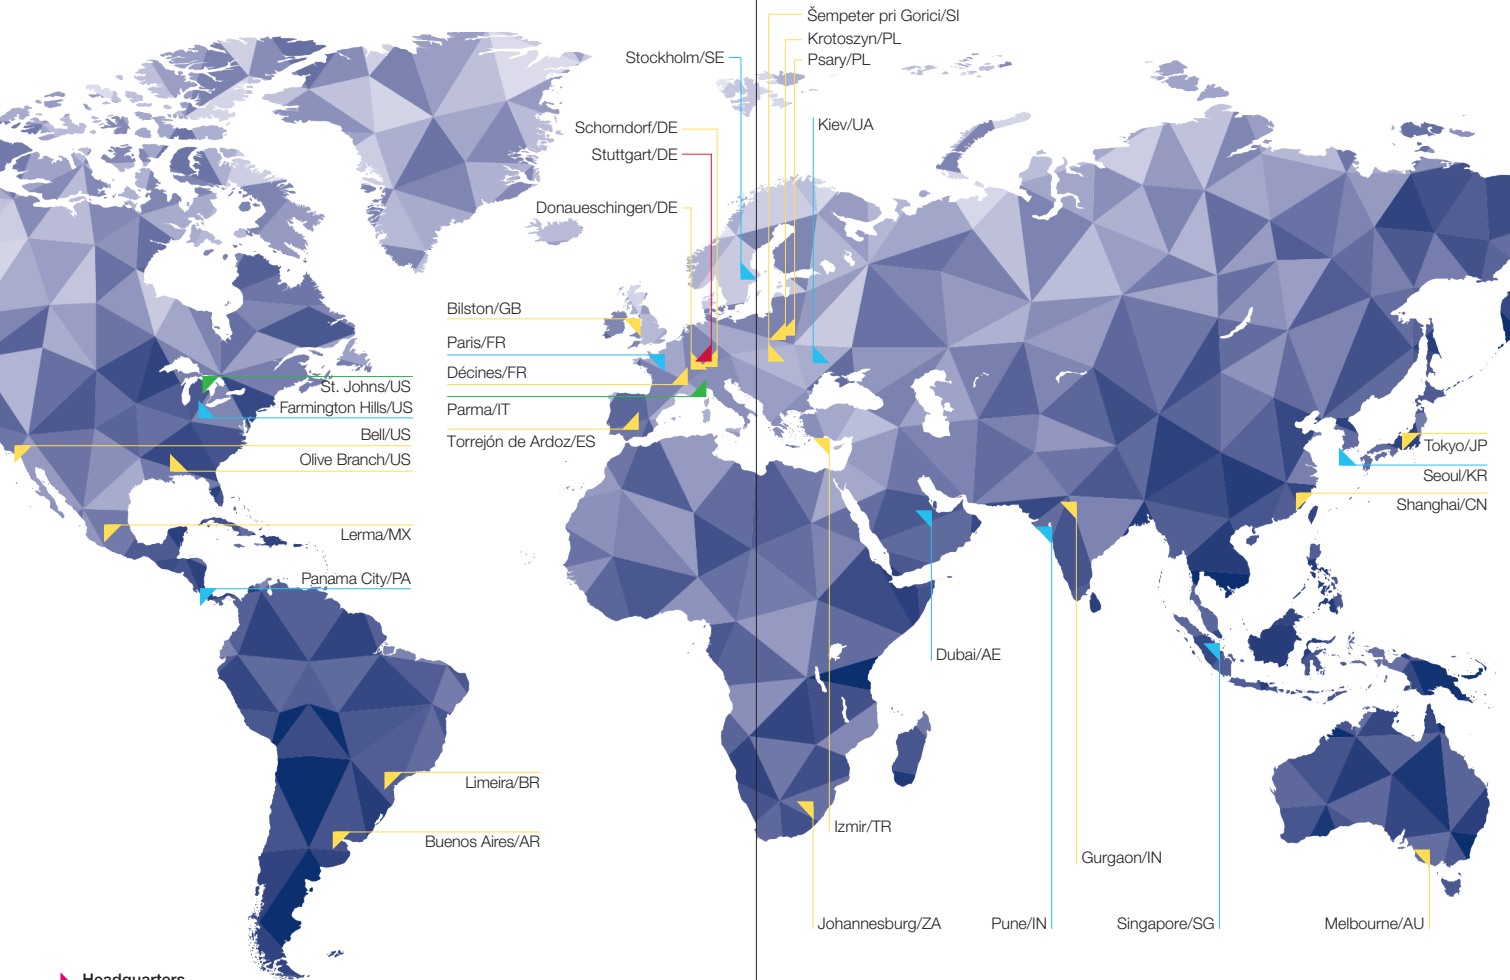 Šempeter pri Gorici/SI
Krotoszyn/PL
Stockholm/SE
Psary/PL
Kiev/UA
Schorndorf/DE
Stuttgart/DE
Donaueschingen/DE
Bilston/GB
Paris/FR
Décines/FR
Parma/IT
Torrejón de Ardoz/ES
St. Johns/US
Farmington Hills/US
Bell/US
Olive Branch/US
Lerma/MX
Panama City/PA
Tokyo/JP
Seoul/KR
Shanghai/CN
Dubai/AE
Limeira/BR
Buenos Aires/AR
Izmir/TR
Gurgaon/IN
Johannesburg/ZA
Pune/IN
Singapore/SG
Melbourne/AU
Headquarters